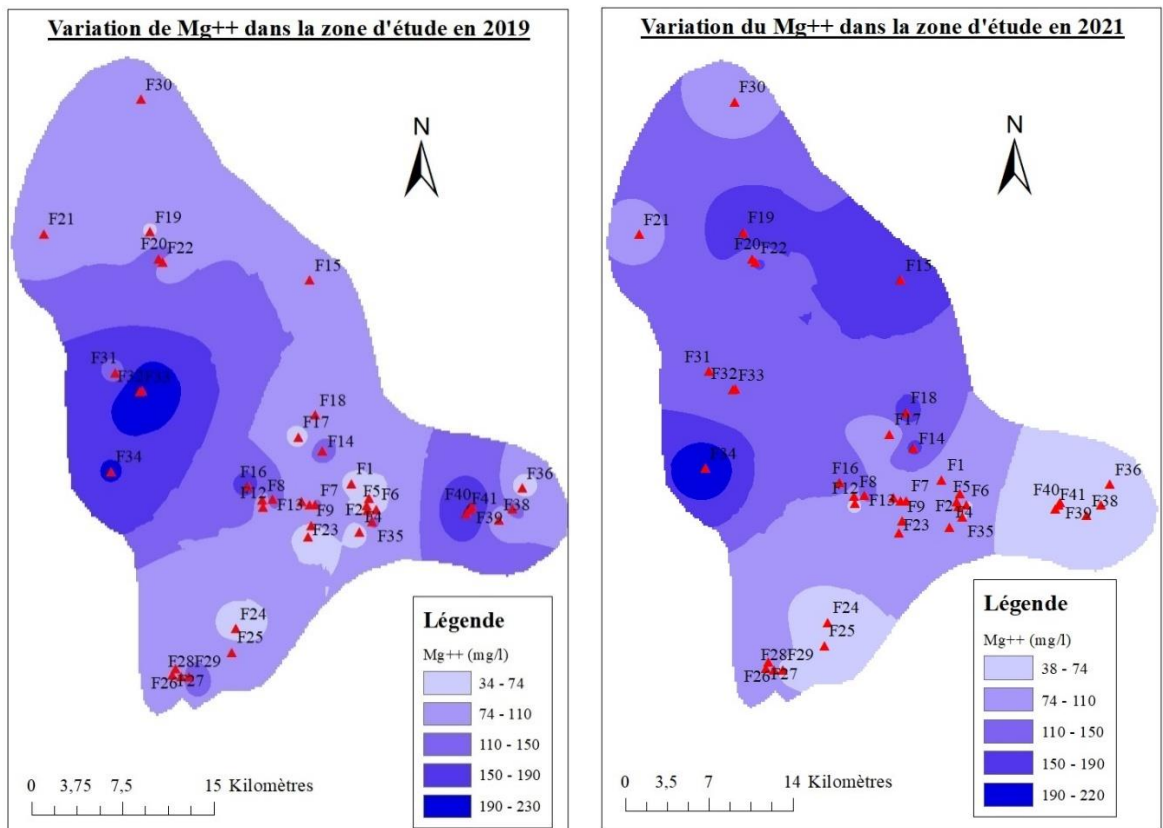 Variation de Mg++ dans la zone d'étude en 2019
N
F30
F21
F19
F20 F22
F15
F31
F32 F33
F34
F18
F17
F14
F16
F12 F8
F13
F7
F9
F1
F5 F6
F2
F4
F35
F23
F36
F40 F41
F38
F39
F24
F25
F28 F29
F26 F27
Légende
Mg++ (mg/l)
34 - 74
74 - 110
110 - 150
150 - 190
190 - 230
0 3,75 7,5 15 Kilomètres
Variation du Mg++ dans la zone d'étude en 2021
N
F30
F21
F19
F20 F22
F15
F31
F32 F33
F34
F18
F17
F14
F16
F12 F8
F13
F7
F9
F1
F5 F6
F2
F4
F35
F23
F36
F40 F41
F38
F39
F24
F25
F28 F29
F26 F27
Légende
Mg++ (mg/l)
38 - 74
74 - 110
110 - 150
150 - 190
190 - 220
0 3,5 7 14 Kilomètres